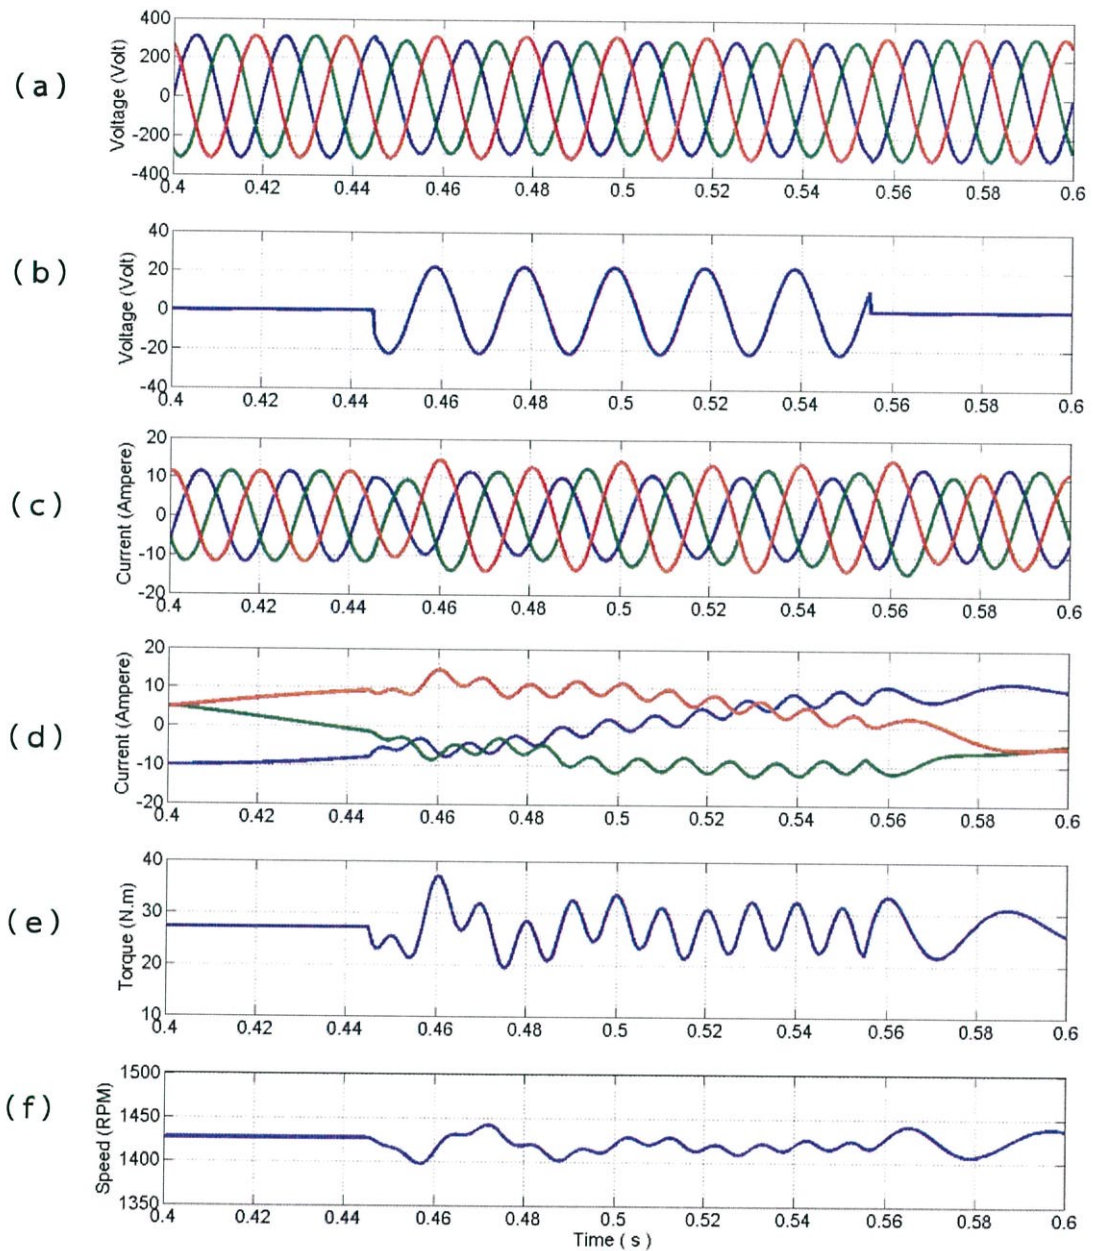 (a)
Voltage (Volt)
400
200
0
-200
-400
0.4 0.42 0.44 0.46 0.48 0.5 0.52 0.54 0.56 0.58 0.6
(b)
Voltage (Volt)
40
20
0
-20
-40
0.4 0.42 0.44 0.46 0.48 0.5 0.52 0.54 0.56 0.58 0.6
(c)
Current (Ampere)
20
10
0
-10
-20
0.4 0.42 0.44 0.46 0.48 0.5 0.52 0.54 0.56 0.58 0.6
(d)
Current (Ampere)
20
10
0
-10
-20
0.4 0.42 0.44 0.46 0.48 0.5 0.52 0.54 0.56 0.58 0.6
(e)
Torque (N.m)
40
30
20
10
0.4 0.42 0.44 0.46 0.48 0.5 0.52 0.54 0.56 0.58 0.6
(f)
Speed (RPM)
1500
1450
1400
1350
0.4 0.42 0.44 0.46 0.48 0.5 0.52 0.54 0.56 0.58 0.6
Time ( s )